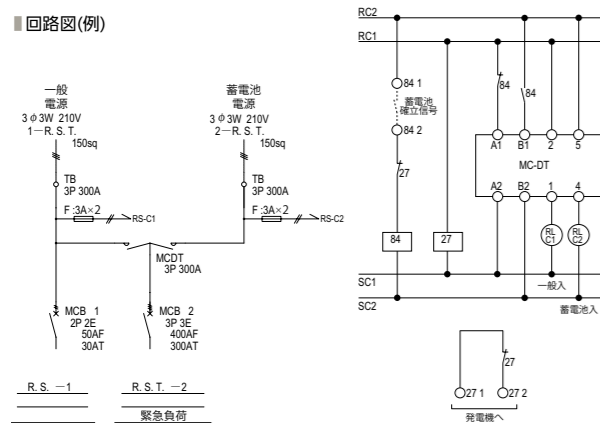 回路図(例)
一般
電源
3φ3W 210V
1-R. S. T.
150sq
TB
3P 300A
F:3A×2
RS-C1
蓄電池
電源
3φ3W 210V
2-R. S. T.
150sq
TB
3P 300A
F:3A×2
RS-C2
MCDT
3P 300A
MCB 1
2P 2E
50AF
30AT
MCB 2
3P 3E
400AF
300AT
R. S. -1
R. S. T. -2
緊急負荷
RC2
RC1
84 1
蓄電池
確立信号
84 2
27
84
27
84
84
A1
B1
2
5
MC-DT
A2
B2
1
4
RL
C1
RL
C2
SC1
一般入
SC2
蓄電池入
27
27 1
27 2
発電機へ